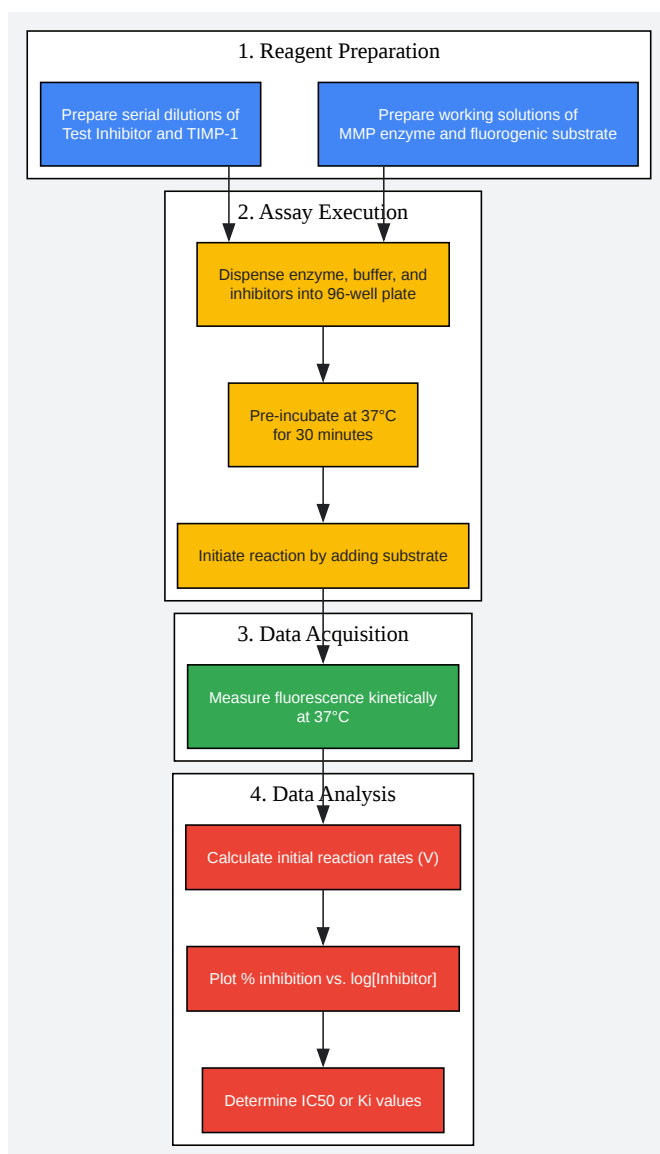 1. Reagent Preparation
Prepare serial dilutions of
Test Inhibitor and TIMP-1
Prepare working solutions of
MMP enzyme and fluorogenic substrate
2. Assay Execution
Dispense enzyme, buffer, and
inhibitors into 96-well plate
Pre-incubate at 37°C
for 30 minutes
Initiate reaction by adding substrate
3. Data Acquisition
Measure fluorescence kinetically
at 37°C
4. Data Analysis
Calculate initial reaction rates (V)
Plot % inhibition vs. log[Inhibitor]
Determine IC50 or Ki values